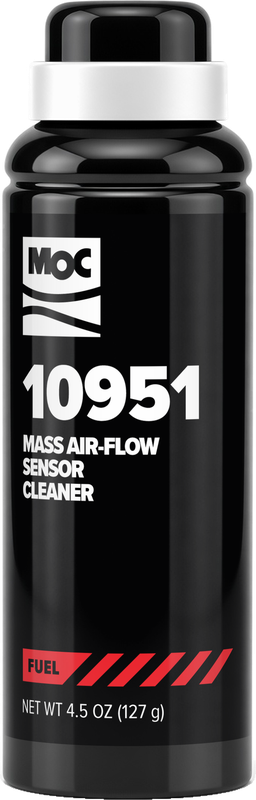 MOC
10951
MASS AIR-FLOW
SENSOR
CLEANER
FUEL
NET WT 4.5 OZ (127 g)